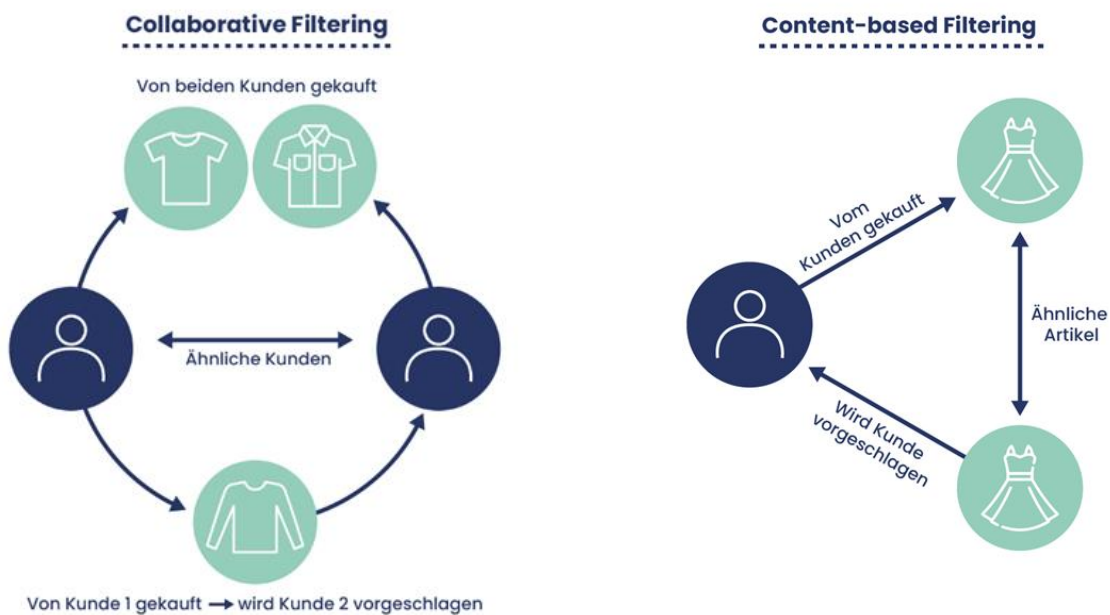 Collaborative Filtering
Von beiden Kunden gekauft
Ähnliche Kunden
Von Kunde 1 gekauft → wird Kunde 2 vorgeschlagen
Content-based Filtering
Vom
Kunden gekauft
Ähnliche
Artikel
Wird Kunde
vorgeschlagen